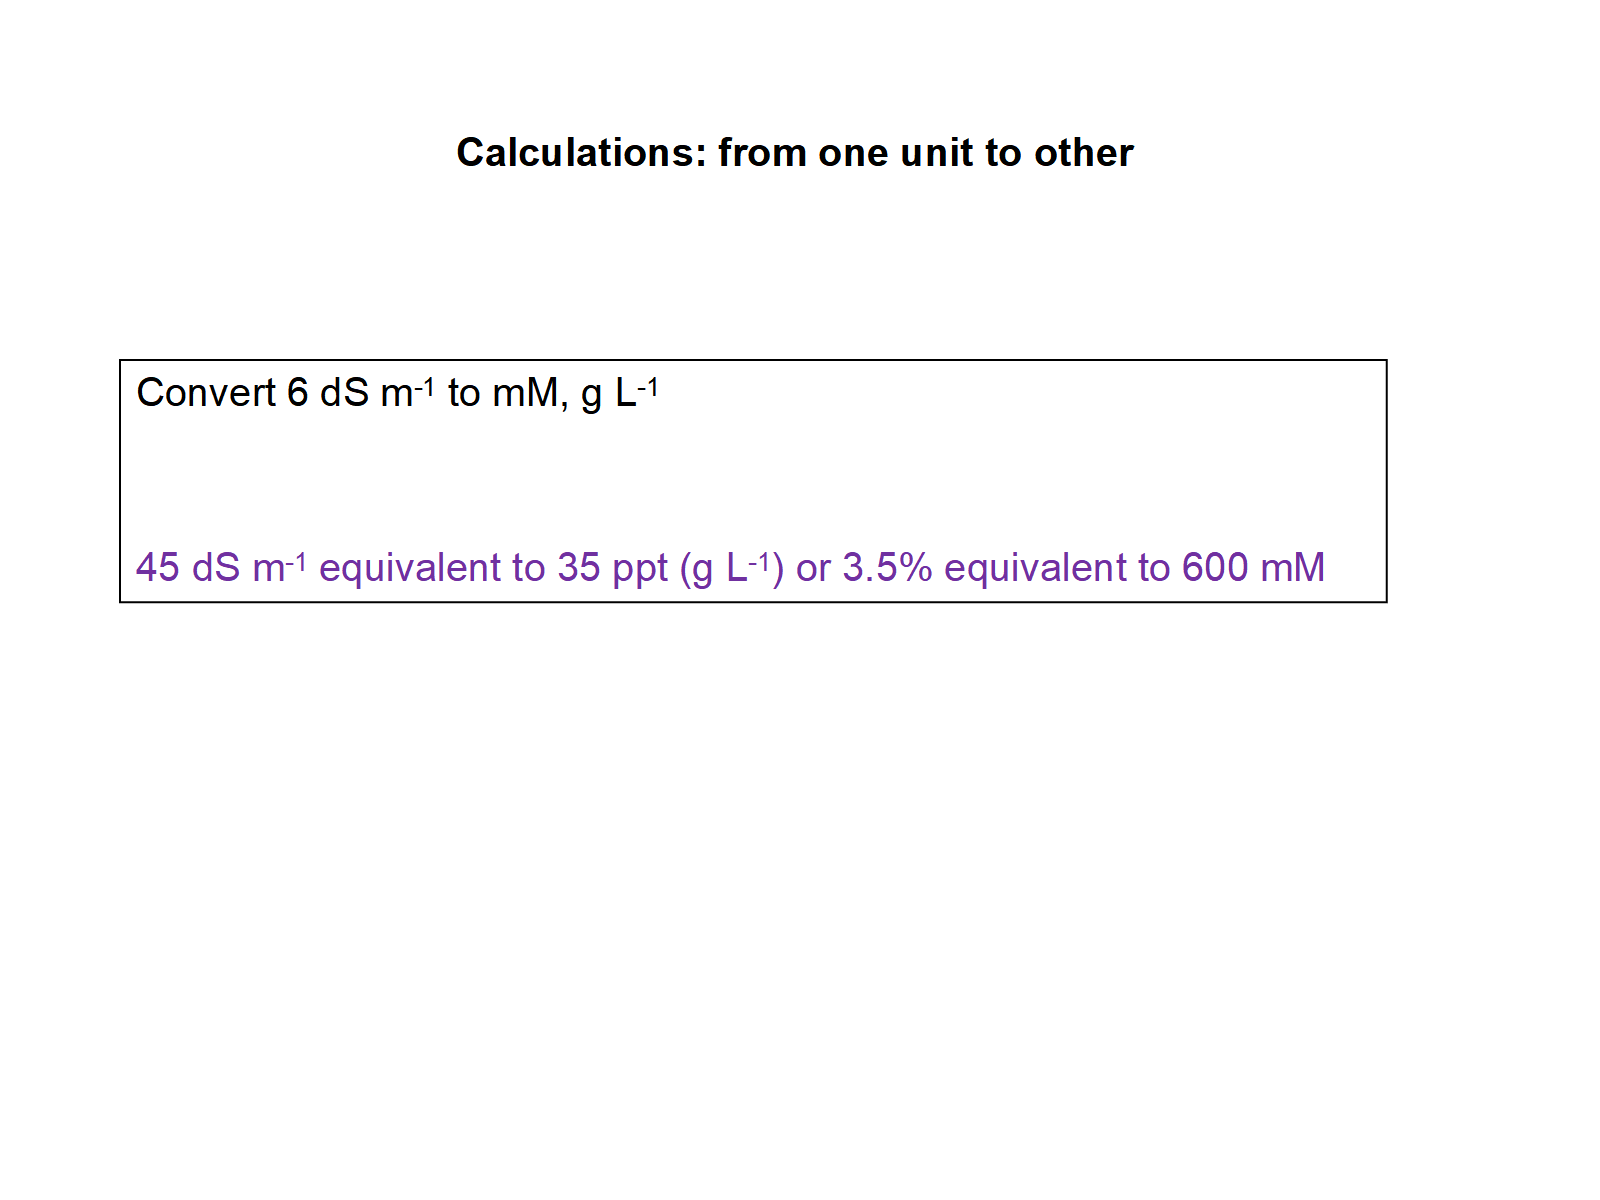 Calculations: from one unit to other
Convert 6 dS m⁻¹ to mM, g L⁻¹
45 dS m⁻¹ equivalent to 35 ppt (g L⁻¹) or 3.5% equivalent to 600 mM